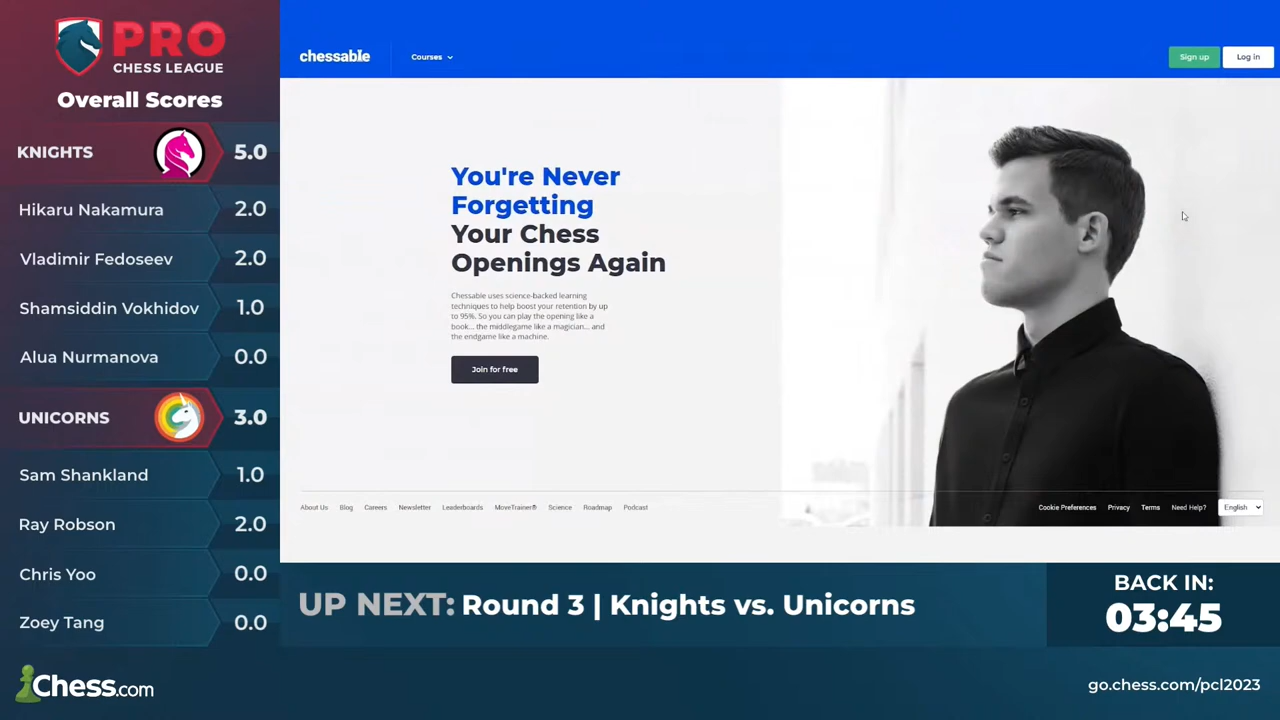 PRO
CHESS LEAGUE
Overall Scores
KNIGHTS 5.0
Hikaru Nakamura 2.0
Vladimir Fedoseev 2.0
Shamsiddin Vokhidov 1.0
Alua Nurmanova 0.0
UNICORNS 3.0
Sam Shankland 1.0
Ray Robson 2.0
Chris Yoo 0.0
Zoey Tang 0.0
Chess.com
chessable Courses Sign up Log in
You're Never
Forgetting
Your Chess
Openings Again
Chessable uses science-backed learning
techniques to help boost your retention by up
to 95%. So you can play the opening like a
book... the middlegame like a magician... and
the endgame like a machine.
Join for free
About Us Blog Careers Newsletter Leaderboards MoveTrainer® Science Roadmap Podcast Cookie Preferences Privacy Terms Need Help? English
UP NEXT: Round 3 | Knights vs. Unicorns
BACK IN:
03:45
go.chess.com/pcl2023